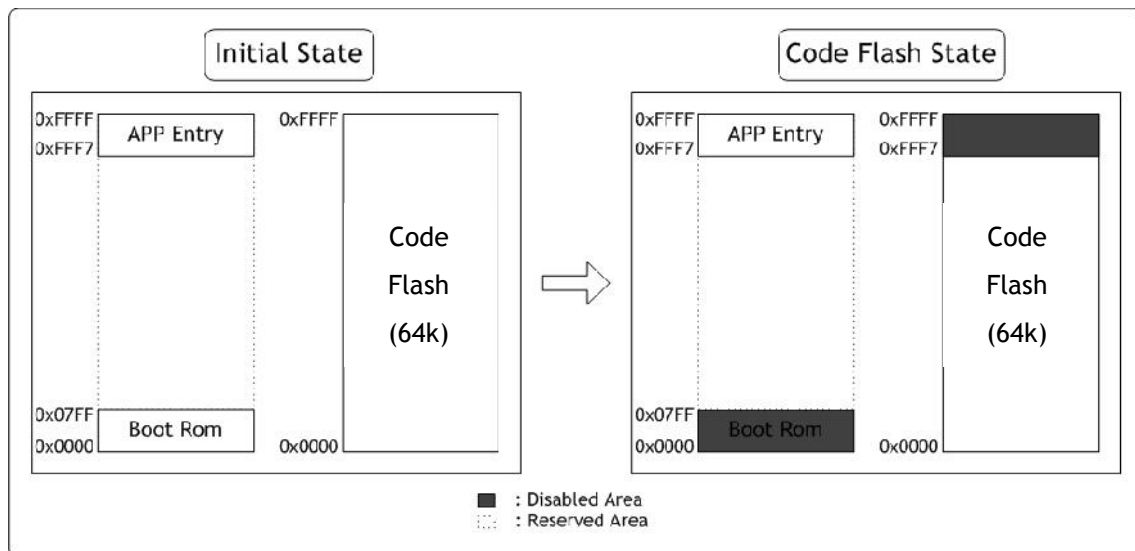 Initial State
Code Flash State
0xFFFF
APP Entry
0xFFF7
0x07FF
Boot Rom
0x0000
0xFFFF
Code
Flash
(64k)
0x0000
0xFFFF
APP Entry
0xFFF7
0x07FF
Boot Rom
0x0000
0xFFFF
0xFFF7
Code
Flash
(64k)
0x0000
: Disabled Area
: Reserved Area